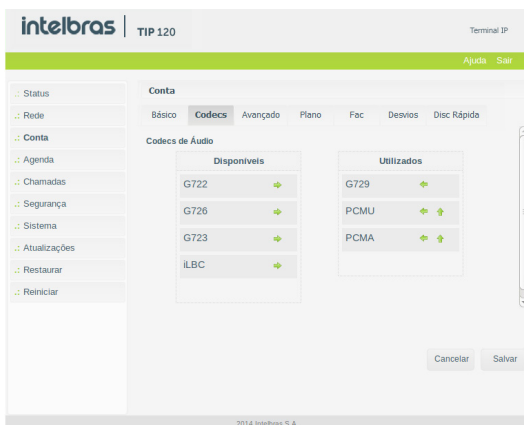 intelbras TIP 120 Terminal IP
Ajuda Sair
.: Status
.: Rede
.: Conta
.: Agenda
.: Chamadas
.: Segurança
.: Sistema
.: Atualizações
.: Restaurar
.: Reiniciar
Conta
Básico Codecs Avançado Plano Fac Desvios Disc Rápida
Codecs de Áudio
Disponíveis
G722
G726
G723
iLBC
Utilizados
G729
PCMU
PCMA
Cancelar Salvar
2014 Intelbras S.A.